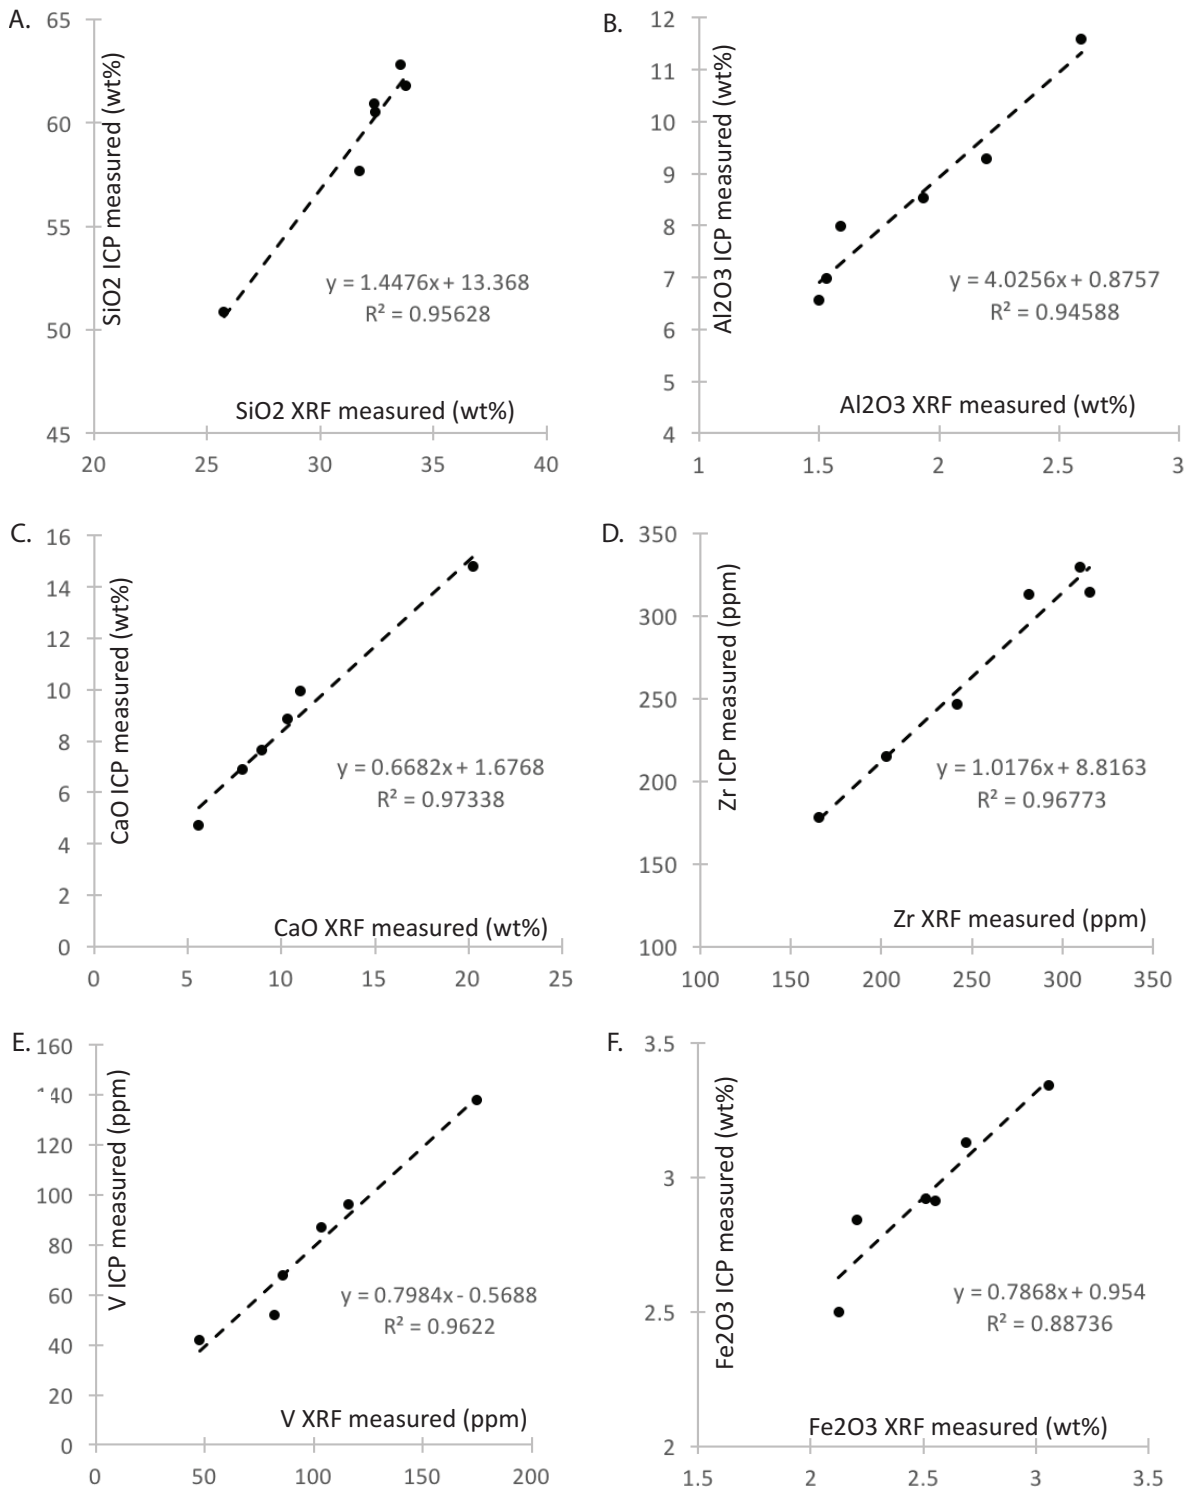 A.
65
60
55
50
45
SiO2 ICP measured (wt%)
y = 1.4476x + 13.368
R² = 0.95628
SiO2 XRF measured (wt%)
20 25 30 35 40
B.
12
11
10
9
8
7
6
5
4
Al2O3 ICP measured (wt%)
y = 4.0256x + 0.8757
R² = 0.94588
Al2O3 XRF measured (wt%)
1 1.5 2 2.5 3
C.
16
14
12
10
8
6
4
2
0
CaO ICP measured (wt%)
y = 0.6682x + 1.6768
R² = 0.97338
CaO XRF measured (wt%)
0 5 10 15 20 25
D.
350
300
250
200
150
100
Zr ICP measured (ppm)
y = 1.0176x + 8.8163
R² = 0.96773
Zr XRF measured (ppm)
100 150 200 250 300 350
E.
160
40
120
100
80
60
40
20
0
V ICP measured (ppm)
y = 0.7984x - 0.5688
R² = 0.9622
V XRF measured (ppm)
0 50 100 150 200
F.
3.5
3
2.5
2
Fe2O3 ICP measured (wt%)
y = 0.7868x + 0.954
R² = 0.88736
Fe2O3 XRF measured (wt%)
1.5 2 2.5 3 3.5